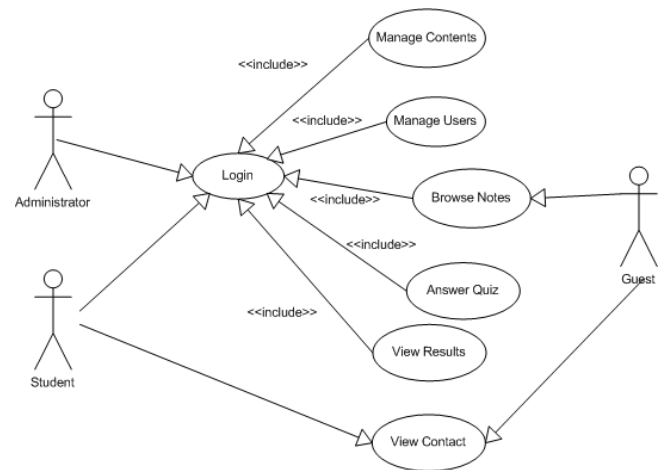 Manage Contents
<<include>>
<<include>>
Manage Users
Administrator
Login
<<include>>
Browse Notes
Guest
<<include>>
Answer Quiz
<<include>>
View Results
Student
View Contact